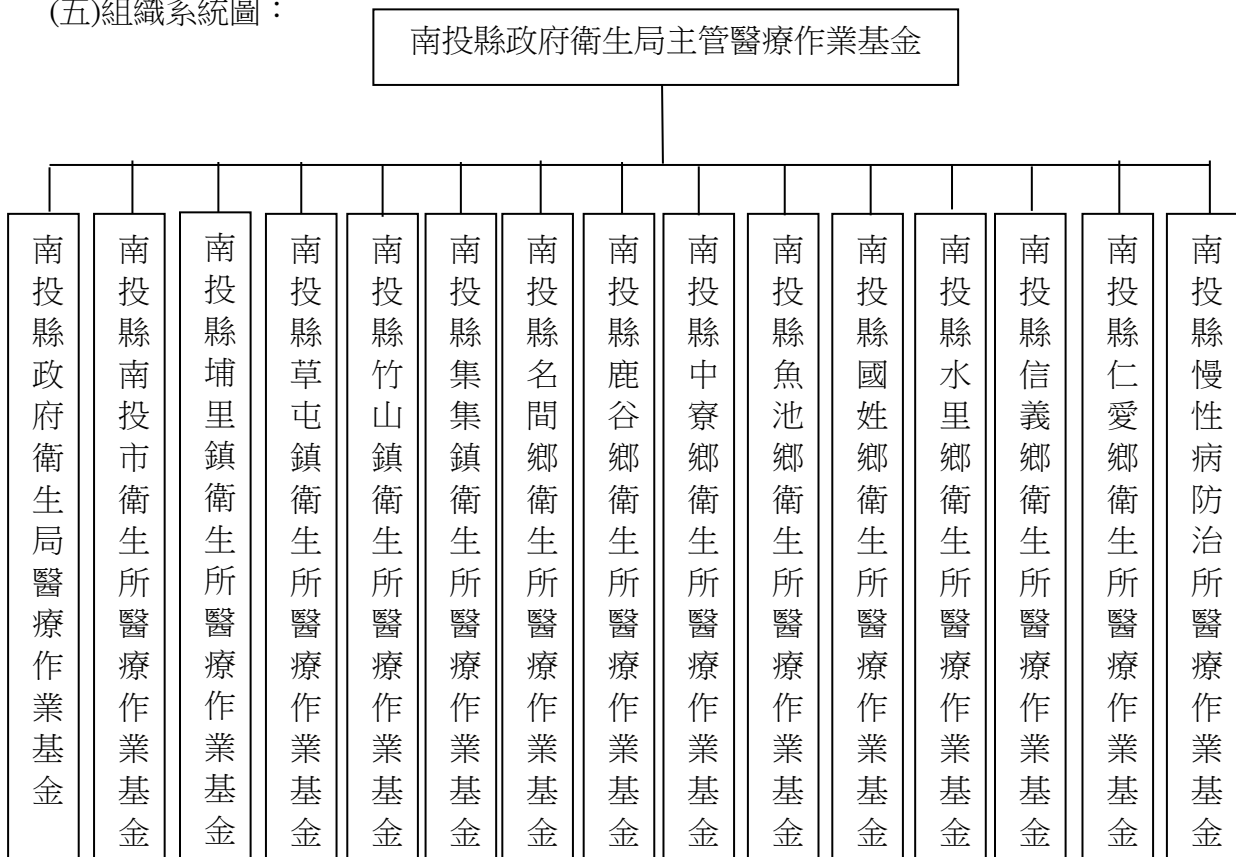 (五)組織系統圖：
南投縣政府衛生局主管醫療作業基金
南投縣政府衛生局醫療作業基金
南投縣南投市衛生所醫療作業基金
南投縣埔里鎮衛生所醫療作業基金
南投縣草屯鎮衛生所醫療作業基金
南投縣竹山鎮衛生所醫療作業基金
南投縣集集鎮衛生所醫療作業基金
南投縣名間鄉衛生所醫療作業基金
南投縣鹿谷鄉衛生所醫療作業基金
南投縣中寮鄉衛生所醫療作業基金
南投縣魚池鄉衛生所醫療作業基金
南投縣國姓鄉衛生所醫療作業基金
南投縣水里鄉衛生所醫療作業基金
南投縣信義鄉衛生所醫療作業基金
南投縣仁愛鄉衛生所醫療作業基金
南投縣慢性病防治所醫療作業基金